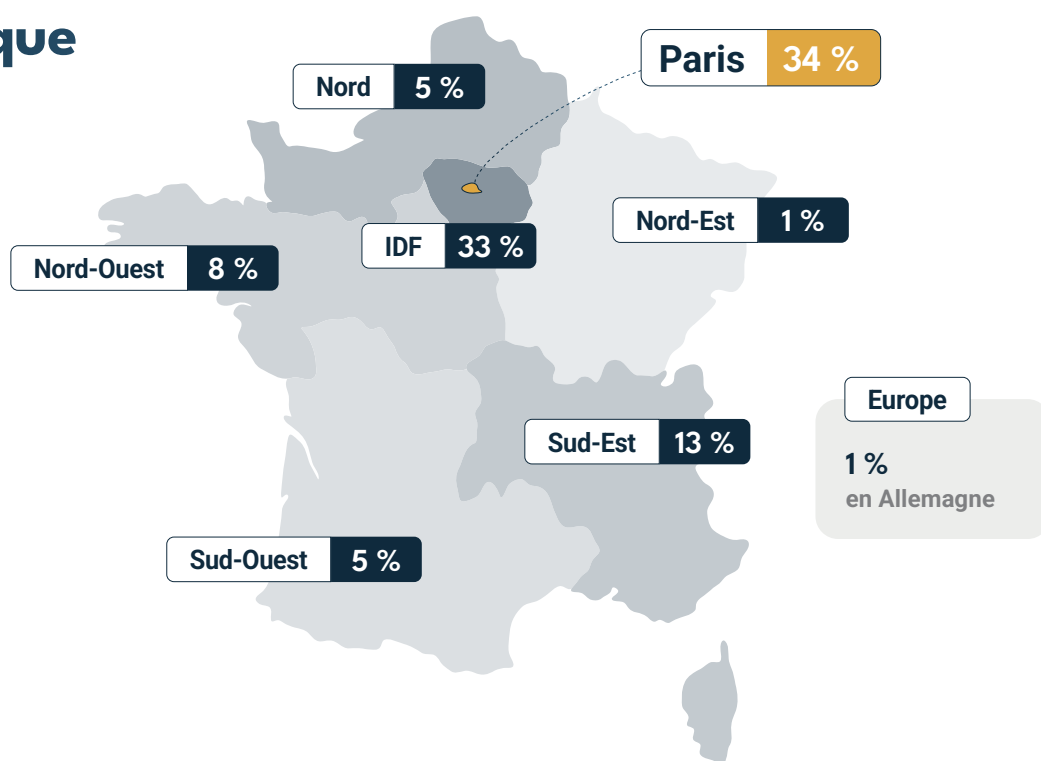 que
Paris 34 %
Nord 5 %
Nord-Est 1 %
IDF 33 %
Nord-Ouest 8 %
Europe
Sud-Est 13 %
1 %
en Allemagne
Sud-Ouest 5 %